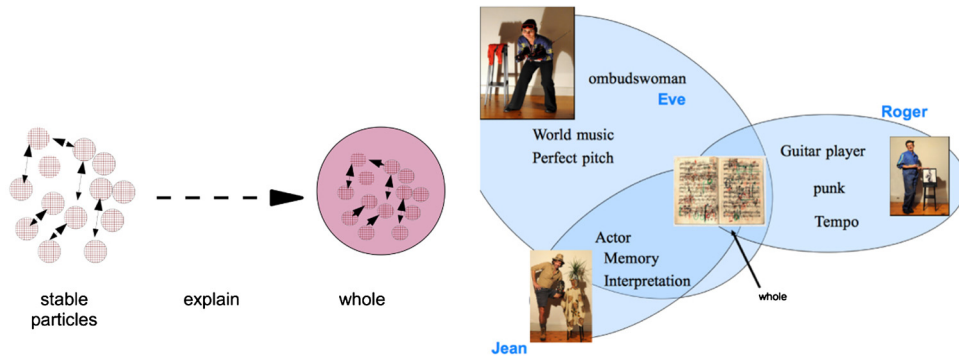 stable
particles
explain
whole
ombudswoman
Eve
World music
Perfect pitch
Roger
Guitar player
punk
Tempo
Actor
Memory
Interpretation
whole
Jean